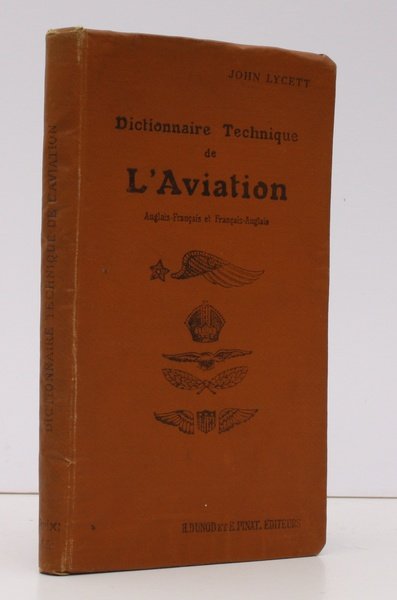 JOHN LYCETT
Dictionnaire Technique
de
L'Aviation
Anglais-Français et Français-Anglais
H. DUNOD ET E. PINAT, ÉDITEURS
DICTIONNAIRE TECHNIQUE DE L'AVIATION